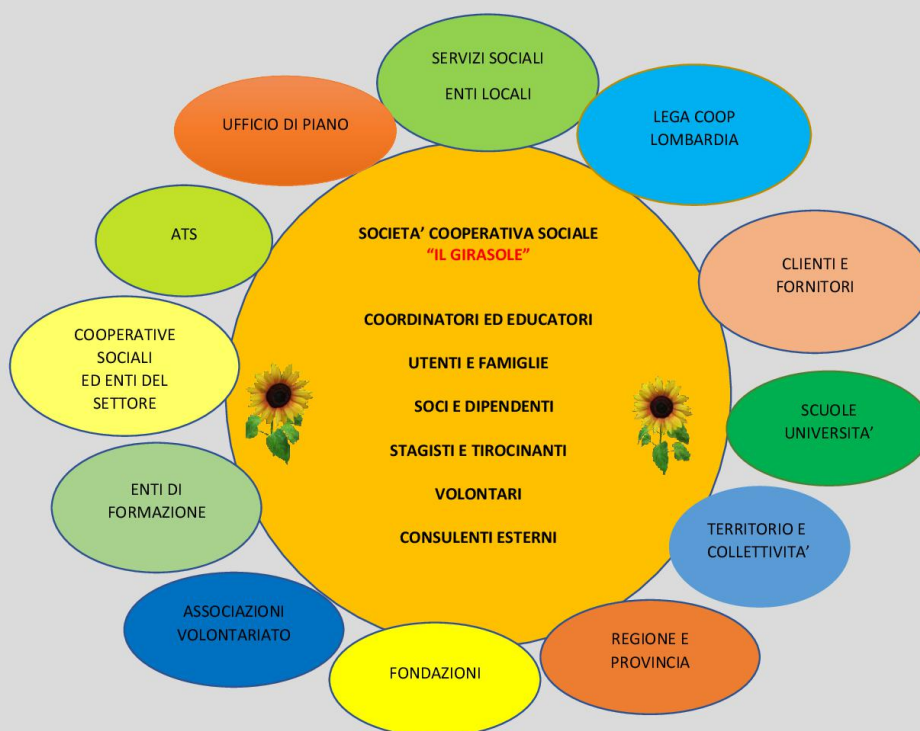 SERVIZI SOCIALI
ENTI LOCALI
LEGA COOP
LOMBARDIA
UFFICIO DI PIANO
ATS
SOCIETA’ COOPERATIVA SOCIALE
“IL GIRASOLE”
CLIENTI E
FORNITORI
COORDINATORI ED EDUCATORI
COOPERATIVE
SOCIALI
ED ENTI DEL
SETTORE
UTENTI E FAMIGLIE
SOCI E DIPENDENTI
SCUOLE
UNIVERSITA’
STAGISTI E TIROCINANTI
VOLONTARI
CONSULENTI ESTERNI
ENTI DI
FORMAZIONE
TERRITORIO E
COLLETTIVITA’
ASSOCIAZIONI
VOLONTARIATO
REGIONE E
PROVINCIA
FONDAZIONI